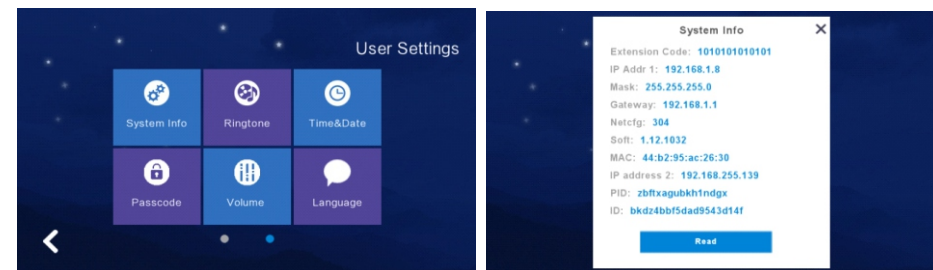 User Settings
System Info
Ringtone
Time&Date
Passcode
Volume
Language
System Info
Extension Code: 1010101010101
IP Addr 1: 192.168.1.8
Mask: 255.255.255.0
Gateway: 192.168.1.1
Netcfg: 304
Soft: 1.12.1032
MAC: 44:b2:95:ac:26:30
IP address 2: 192.168.255.139
PID: zbftxagubkh1ndgx
ID: bkdz4bbf5dad9543d14f
Read